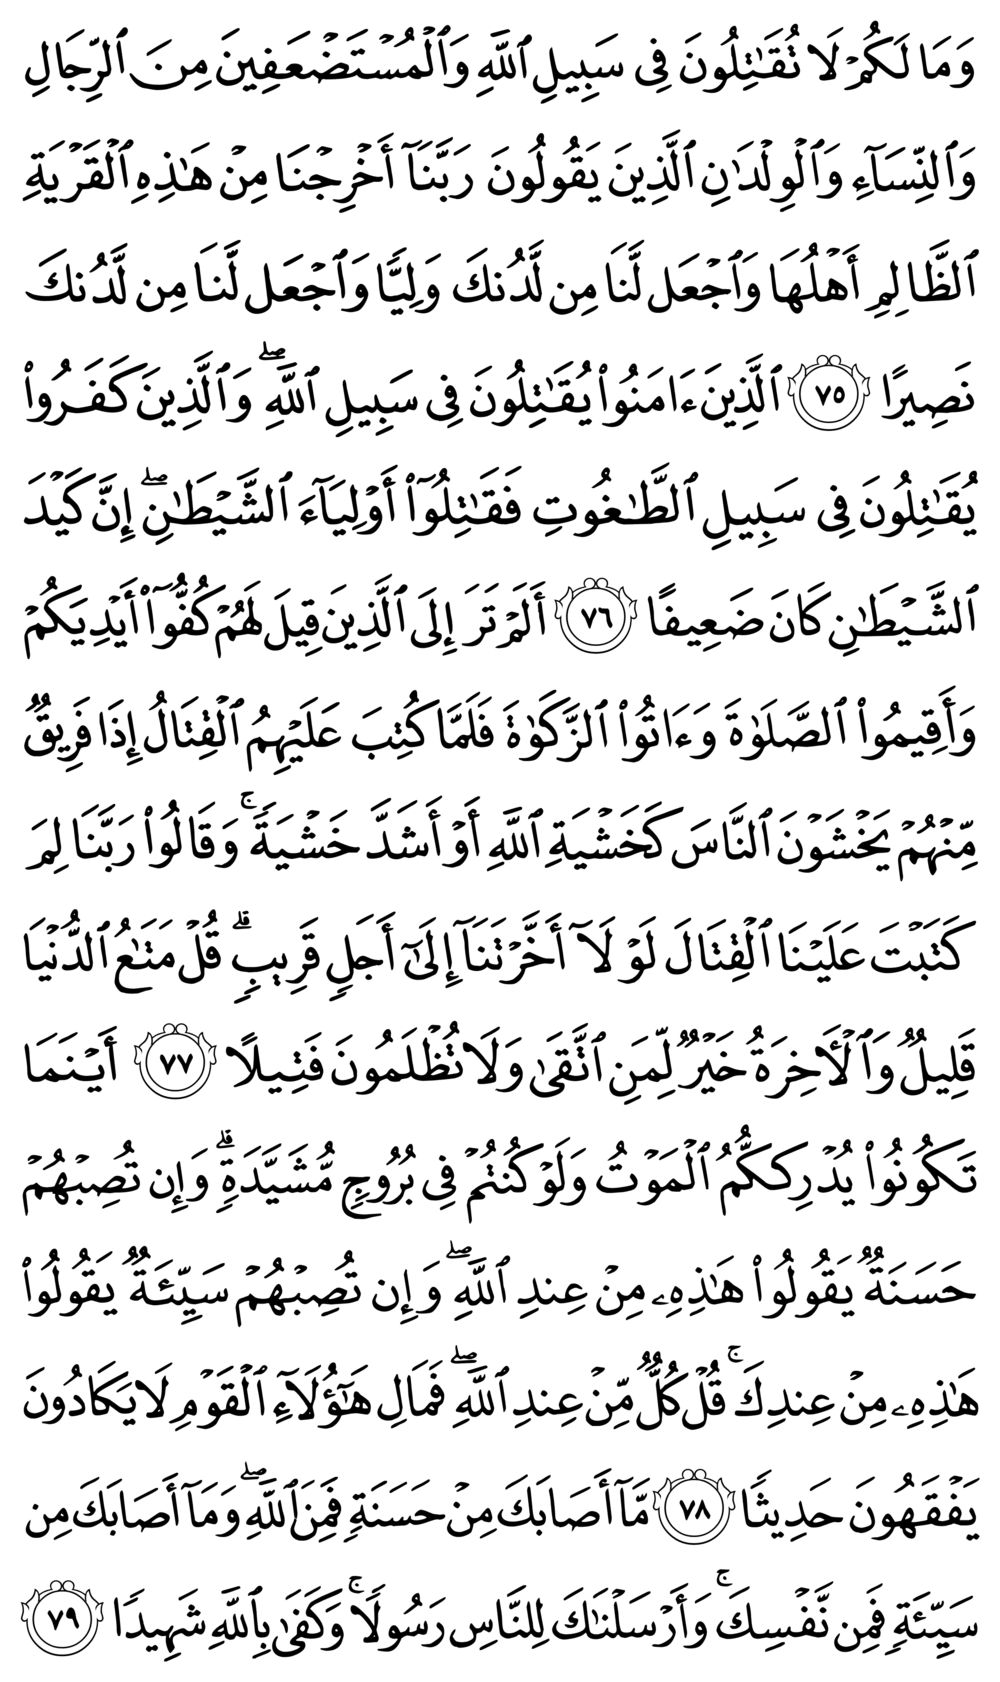 وَمَا لَكُمۡ لَا تُقَٰتِلُونَ فِي سَبِيلِ ٱللَّهِ وَٱلۡمُسۡتَضۡعَفِينَ مِنَ ٱلرِّجَالِ
وَٱلنِّسَآءِ وَٱلۡوِلۡدَٰنِ ٱلَّذِينَ يَقُولُونَ رَبَّنَآ أَخۡرِجۡنَا مِنۡ هَٰذِهِ ٱلۡقَرۡيَةِ
ٱلظَّالِمِ أَهۡلُهَا وَٱجۡعَل لَّنَا مِن لَّدُنكَ وَلِيّٗا وَٱجۡعَل لَّنَا مِن لَّدُنكَ
نَصِيرًا ٧٥ ٱلَّذِينَ ءَامَنُواْ يُقَٰتِلُونَ فِي سَبِيلِ ٱللَّهِۖ وَٱلَّذِينَ كَفَرُواْ
يُقَٰتِلُونَ فِي سَبِيلِ ٱلطَّٰغُوتِ فَقَٰتِلُوٓاْ أَوۡلِيَآءَ ٱلشَّيۡطَٰنِۖ إِنَّ كَيۡدَ
ٱلشَّيۡطَٰنِ كَانَ ضَعِيفًا ٧٦ أَلَمۡ تَرَ إِلَى ٱلَّذِينَ قِيلَ لَهُمۡ كُفُّوٓاْ أَيۡدِيَكُمۡ
وَأَقِيمُواْ ٱلصَّلَوٰةَ وَءَاتُواْ ٱلزَّكَوٰةَ فَلَمَّا كُتِبَ عَلَيۡهِمُ ٱلۡقِتَالُ إِذَا فَرِيقٞ
مِّنۡهُمۡ يَخۡشَوۡنَ ٱلنَّاسَ كَخَشۡيَةِ ٱللَّهِ أَوۡ أَشَدَّ خَشۡيَةٗۚ وَقَالُواْ رَبَّنَا لِمَ
كَتَبۡتَ عَلَيۡنَا ٱلۡقِتَالَ لَوۡلَآ أَخَّرۡتَنَآ إِلَىٰٓ أَجَلٖ قَرِيبٖۗ قُلۡ مَتَٰعُ ٱلدُّنۡيَا
قَلِيلٞ وَٱلۡأٓخِرَةُ خَيۡرٞ لِّمَنِ ٱتَّقَىٰ وَلَا تُظۡلَمُونَ فَتِيلًا ٧٧ أَيۡنَمَا
تَكُونُواْ يُدۡرِككُّمُ ٱلۡمَوۡتُ وَلَوۡ كُنتُمۡ فِي بُرُوجٖ مُّشَيَّدَةٖۗ وَإِن تُصِبۡهُمۡ
حَسَنَةٞ يَقُولُواْ هَٰذِهِۦ مِنۡ عِندِ ٱللَّهِۖ وَإِن تُصِبۡهُمۡ سَيِّئَةٞ يَقُولُواْ
هَٰذِهِۦ مِنۡ عِندِكَۚ قُلۡ كُلّٞ مِّنۡ عِندِ ٱللَّهِۖ فَمَالِ هَٰٓؤُلَآءِ ٱلۡقَوۡمِ لَا يَكَادُونَ
يَفۡقَهُونَ حَدِيثٗا ٧٨ مَّآ أَصَابَكَ مِنۡ حَسَنَةٖ فَمِنَ ٱللَّهِۖ وَمَآ أَصَابَكَ مِن
سَيِّئَةٖ فَمِن نَّفۡسِكَۚ وَأَرۡسَلۡنَٰكَ لِلنَّاسِ رَسُولٗاۚ وَكَفَىٰ بِٱللَّهِ شَهِيدٗا ٧٩